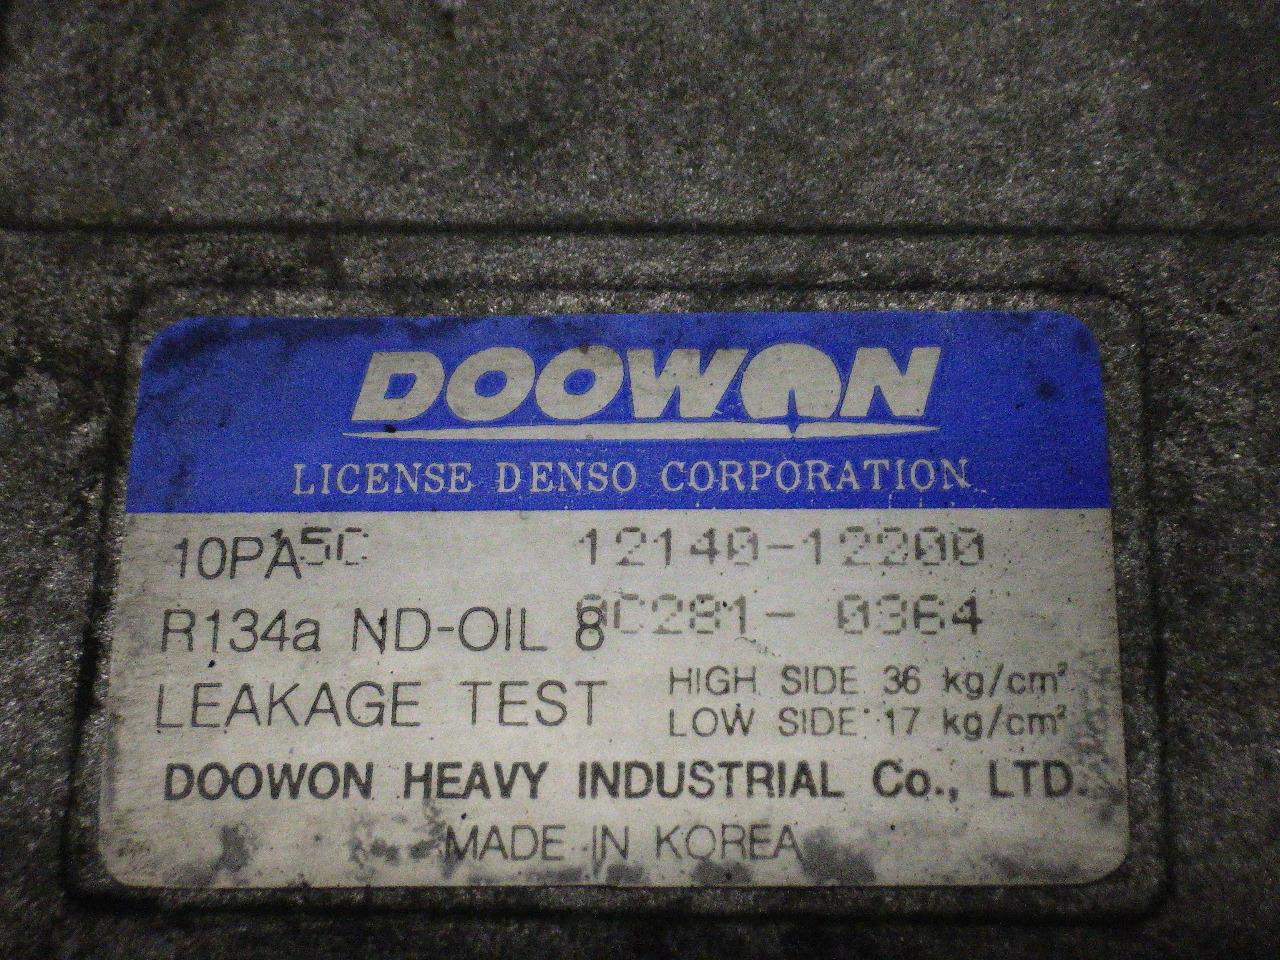 DOOWON
LICENSE DENSO CORPORATION
10PA15C 12140-12200
R134a ND-OIL 8 0364
LEAKAGE TEST HIGH SIDE 36 kg/cm²
LOW SIDE 17 kg/cm²
DOOWON HEAVY INDUSTRIAL Co., LTD.
MADE IN KOREA